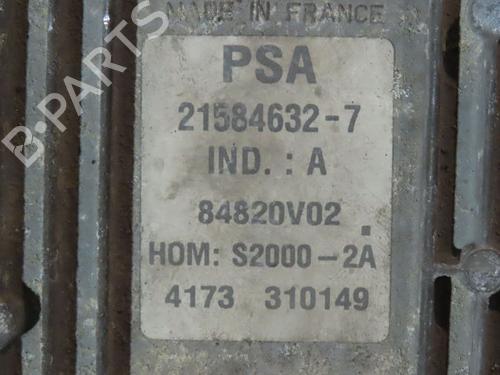 MADE IN FRANCE
PSA
21584632-7
IND. : A
84820V02 .
HOM: S2000-2A
4173 310149
B-PARTS